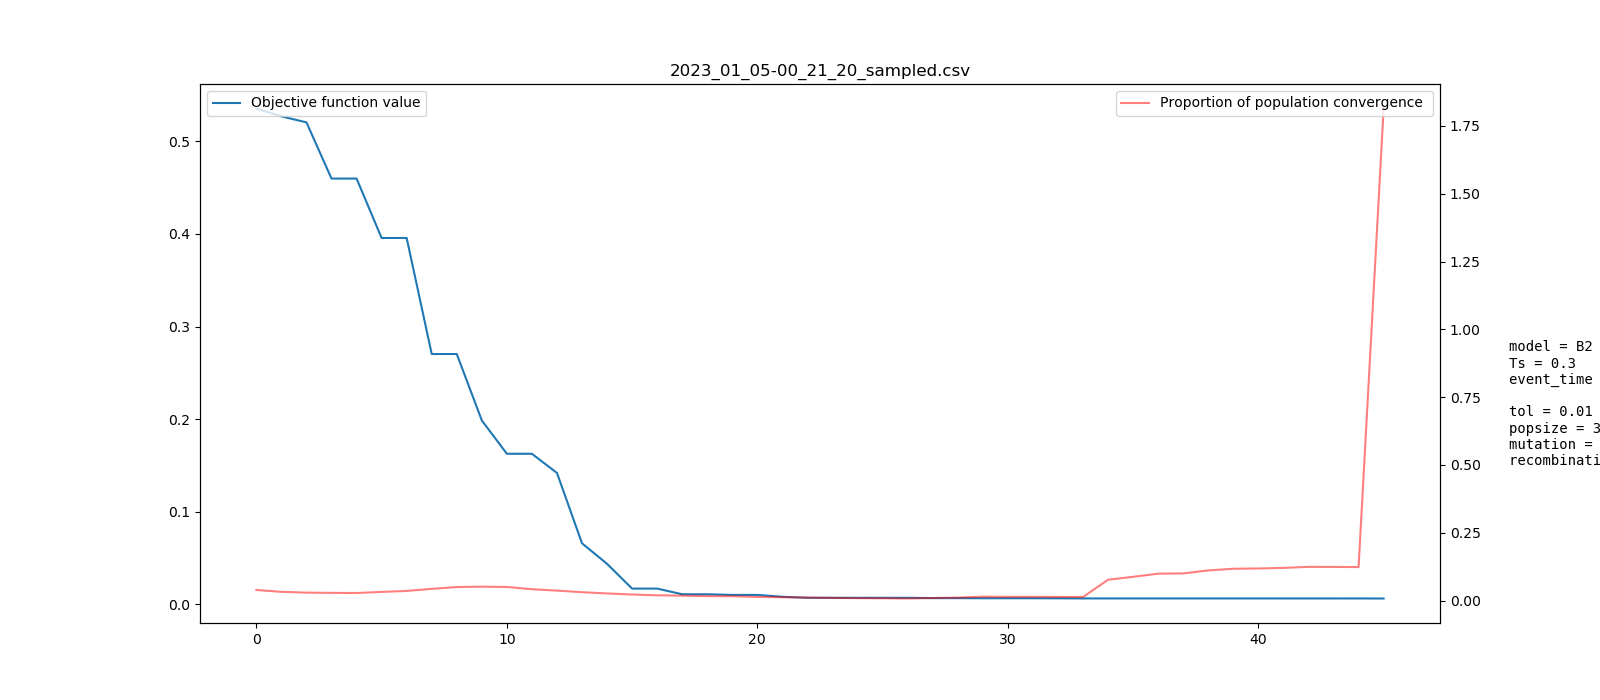 2023_01_05-00_21_20_sampled.csv
Objective function value
Proportion of population convergence
0.5
0.4
0.3
0.2
0.1
0.0
1.75
1.50
1.25
1.00
0.75
0.50
0.25
0.00
0 10 20 30 40
model = B2
Ts = 0.3
event_time
tol = 0.01
popsize = 3
mutation =
recombinati